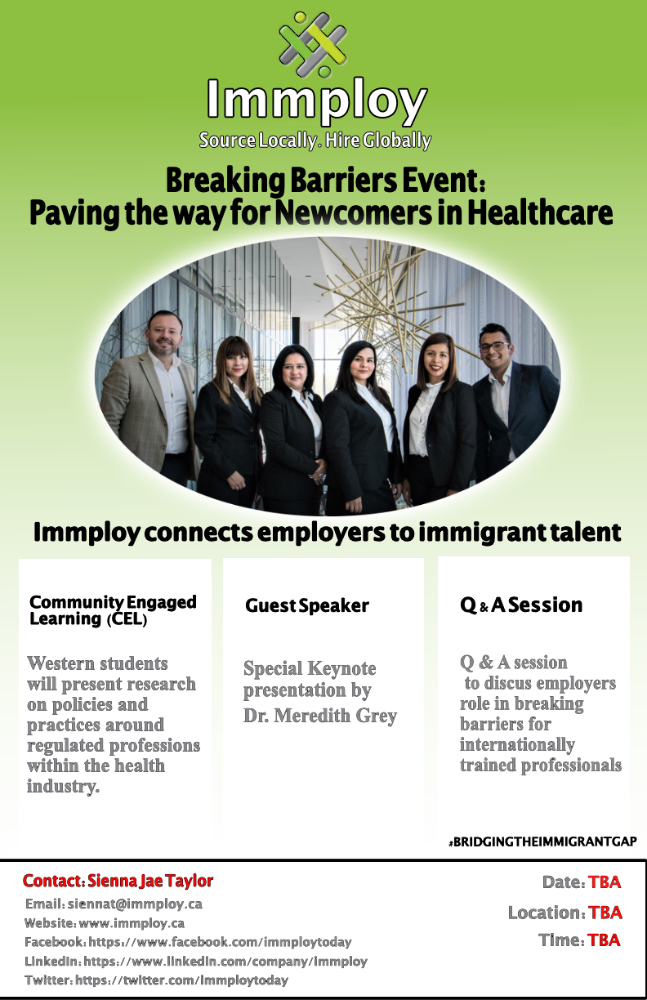 Immploy
Source Locally. Hire Globally
Breaking Barriers Event:
Paving the way for Newcomers in Healthcare
Immploy connects employers to immigrant talent
Community Engaged
Learning (CEL)
Western students
will present research
on policies and
practices around
regulated professions
within the health
industry.
Guest Speaker
Special Keynote
presentation by
Dr. Meredith Grey
Q & A Session
Q & A session
to discus employers
role in breaking
barriers for
internationally
trained professionals
#BRIDGINGTHEIMMIGRANTGAP
Contact: Sienna Jae Taylor
Email: siennat@immploy.ca
Website: www.immploy.ca
Facebook: https://www.facebook.com/immploytoday
LinkedIn: https://www.linkedin.com/company/immploy
Twitter: https://twitter.com/immploytoday
Date: TBA
Location: TBA
Time: TBA